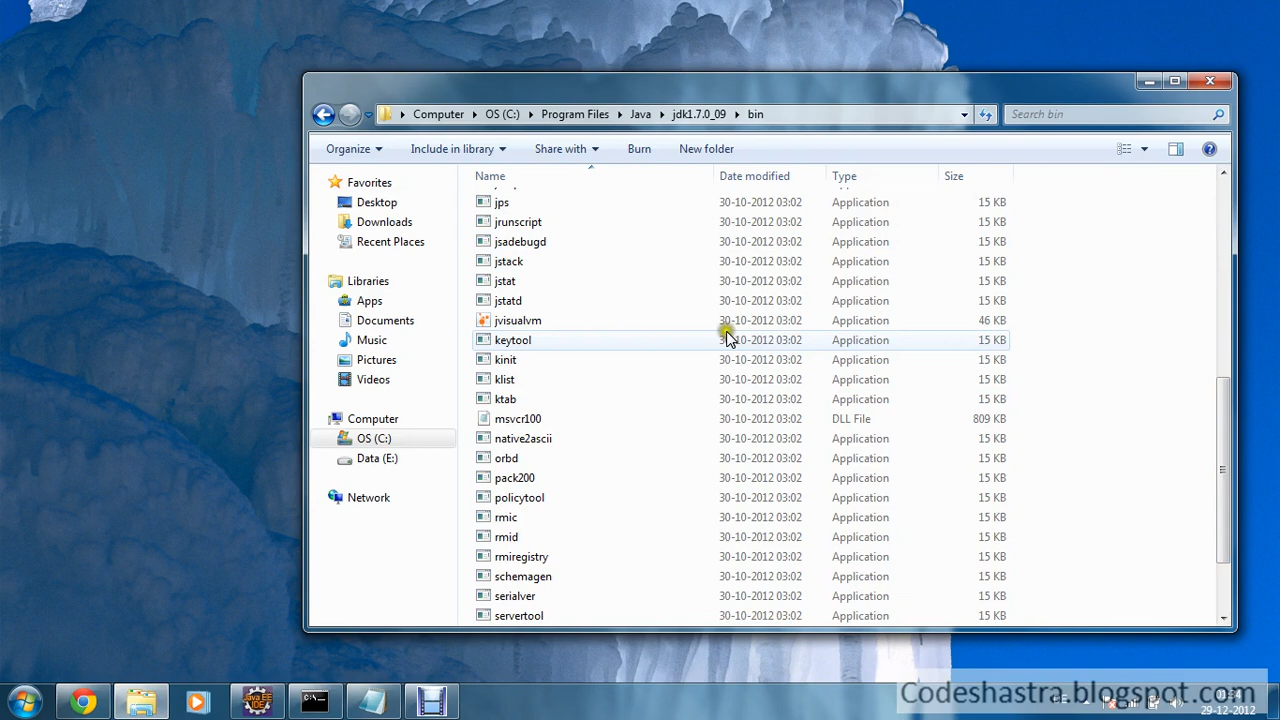 Computer ▸ OS (C:) ▸ Program Files ▸ Java ▸ jdk1.7.0_09 ▸ bin
Search bin
Organize Include in library Share with Burn New folder
Name Date modified Type Size
Favorites
Desktop
Downloads
Recent Places
Libraries
Apps
Documents
Music
Pictures
Videos
Computer
OS (C:)
Data (E:)
Network
jps 30-10-2012 03:02 Application 15 KB
jrunscript 30-10-2012 03:02 Application 15 KB
jsadebugd 30-10-2012 03:02 Application 15 KB
jstack 30-10-2012 03:02 Application 15 KB
jstat 30-10-2012 03:02 Application 15 KB
jstatd 30-10-2012 03:02 Application 15 KB
jvisualvm 30-10-2012 03:02 Application 46 KB
keytool 30-10-2012 03:02 Application 15 KB
kinit 30-10-2012 03:02 Application 15 KB
klist 30-10-2012 03:02 Application 15 KB
ktab 30-10-2012 03:02 Application 15 KB
msvcr100 30-10-2012 03:02 DLL File 809 KB
native2ascii 30-10-2012 03:02 Application 15 KB
orbd 30-10-2012 03:02 Application 15 KB
pack200 30-10-2012 03:02 Application 15 KB
policytool 30-10-2012 03:02 Application 15 KB
rmic 30-10-2012 03:02 Application 15 KB
rmid 30-10-2012 03:02 Application 15 KB
rmiregistry 30-10-2012 03:02 Application 15 KB
schemagen 30-10-2012 03:02 Application 15 KB
serialver 30-10-2012 03:02 Application 15 KB
servertool 30-10-2012 03:02 Application 15 KB
Java EE
IDE
C:\
Codeshastra.blogspot.com
29-12-2012